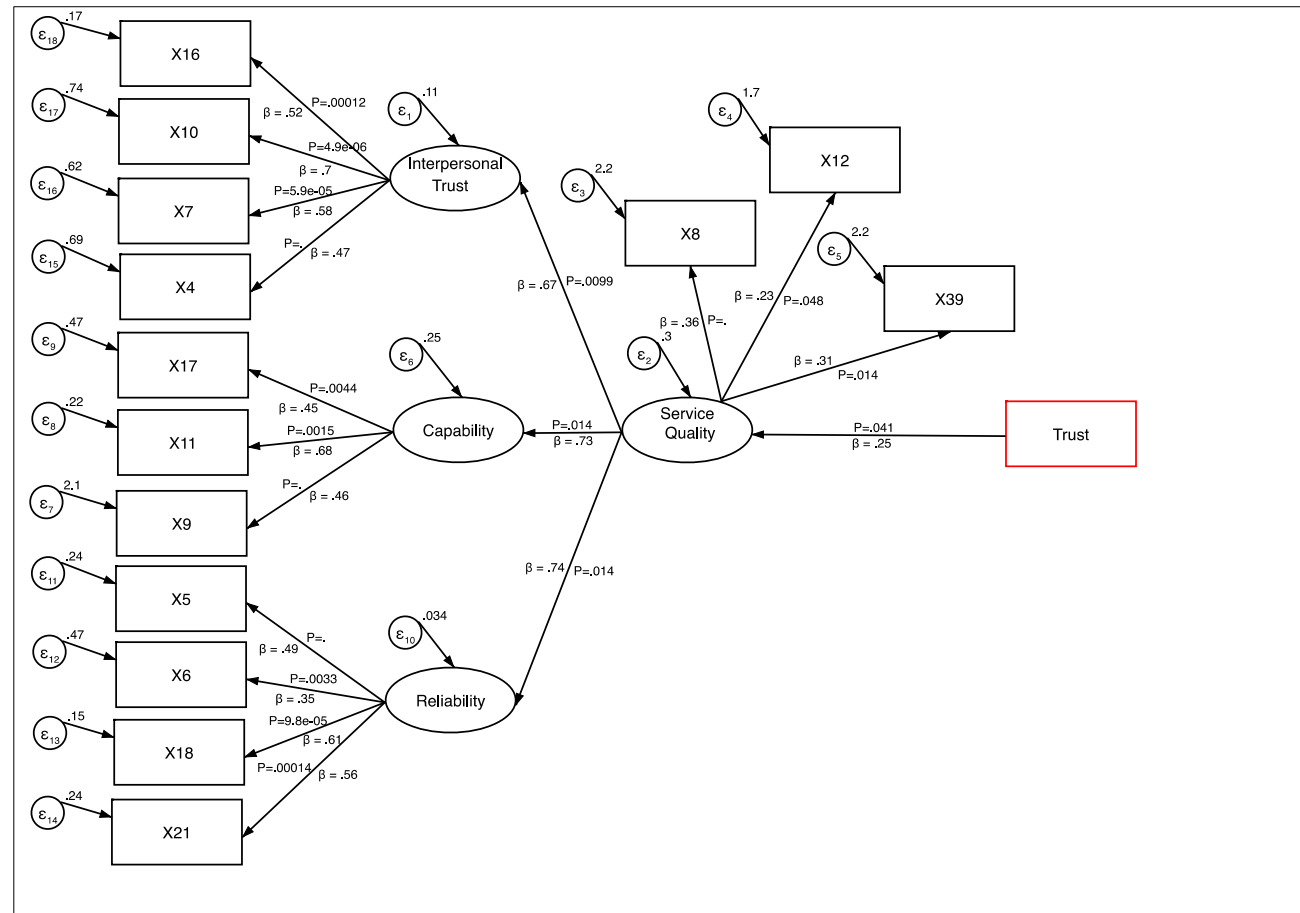 .17
ε18
X16
P=.00012
β = .52
.74
ε17
X10
P=4.9e-06
β = .7
.62
ε16
X7
P=5.9e-05
β = .58
.69
ε15
X4
P=.
β = .47
.11
ε1
Interpersonal
Trust
β = .67
P=.0099
1.7
ε4
X12
2.2
ε3
X8
2.2
ε5
X39
β = .23
P=.048
β = .36
P=.
β = .31
P=.014
.3
ε2
Service
Quality
P=.041
β = .25
Trust
.47
ε9
X17
P=.0044
β = .45
.22
ε8
X11
P=.0015
β = .68
2.1
ε7
X9
P=.
β = .46
.25
ε6
Capability
P=.014
β = .73
.24
ε11
X5
P=.
β = .49
.47
ε12
X6
P=.0033
β = .35
.15
ε13
X18
P=9.8e-05
β = .61
.24
ε14
X21
P=.00014
β = .56
.034
ε10
Reliability
β = .74
P=.014